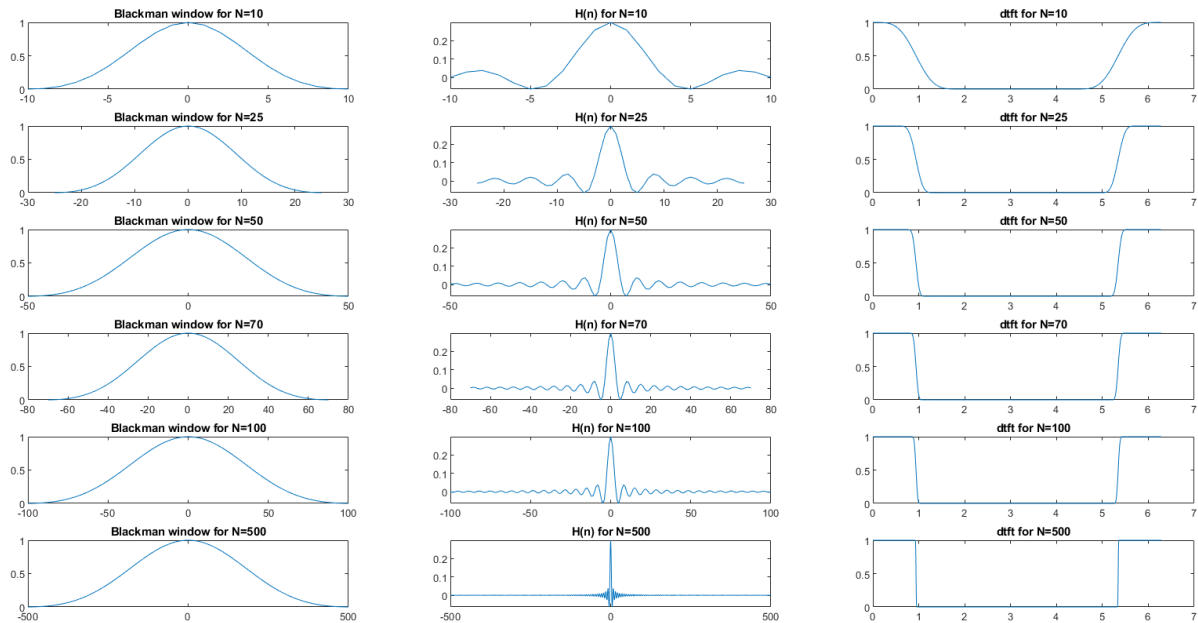 Blackman window for N=10 H(n) for N=10 dtft for N=10
1 0.5 0 0.2 0.1 0 1 0.5 0
-10 -5 0 5 10 -10 -5 0 5 10 0 1 2 3 4 5 6 7
Blackman window for N=25 H(n) for N=25 dtft for N=25
1 0.5 0 0.2 0.1 0 1 0.5 0
-30 -20 -10 0 10 20 30 -30 -20 -10 0 10 20 30 0 1 2 3 4 5 6 7
Blackman window for N=50 H(n) for N=50 dtft for N=50
1 0.5 0 0.2 0.1 0 1 0.5 0
-50 0 50 -50 0 50 0 1 2 3 4 5 6 7
Blackman window for N=70 H(n) for N=70 dtft for N=70
1 0.5 0 0.2 0.1 0 1 0.5 0
-80 -60 -40 -20 0 20 40 60 80 -80 -60 -40 -20 0 20 40 60 80 0 1 2 3 4 5 6 7
Blackman window for N=100 H(n) for N=100 dtft for N=100
1 0.5 0 0.2 0.1 0 1 0.5 0
-100 -50 0 50 100 -100 -50 0 50 100 0 1 2 3 4 5 6 7
Blackman window for N=500 H(n) for N=500 dtft for N=500
1 0.5 0 0.2 0.1 0 1 0.5 0
-500 0 500 -500 0 500 0 1 2 3 4 5 6 7